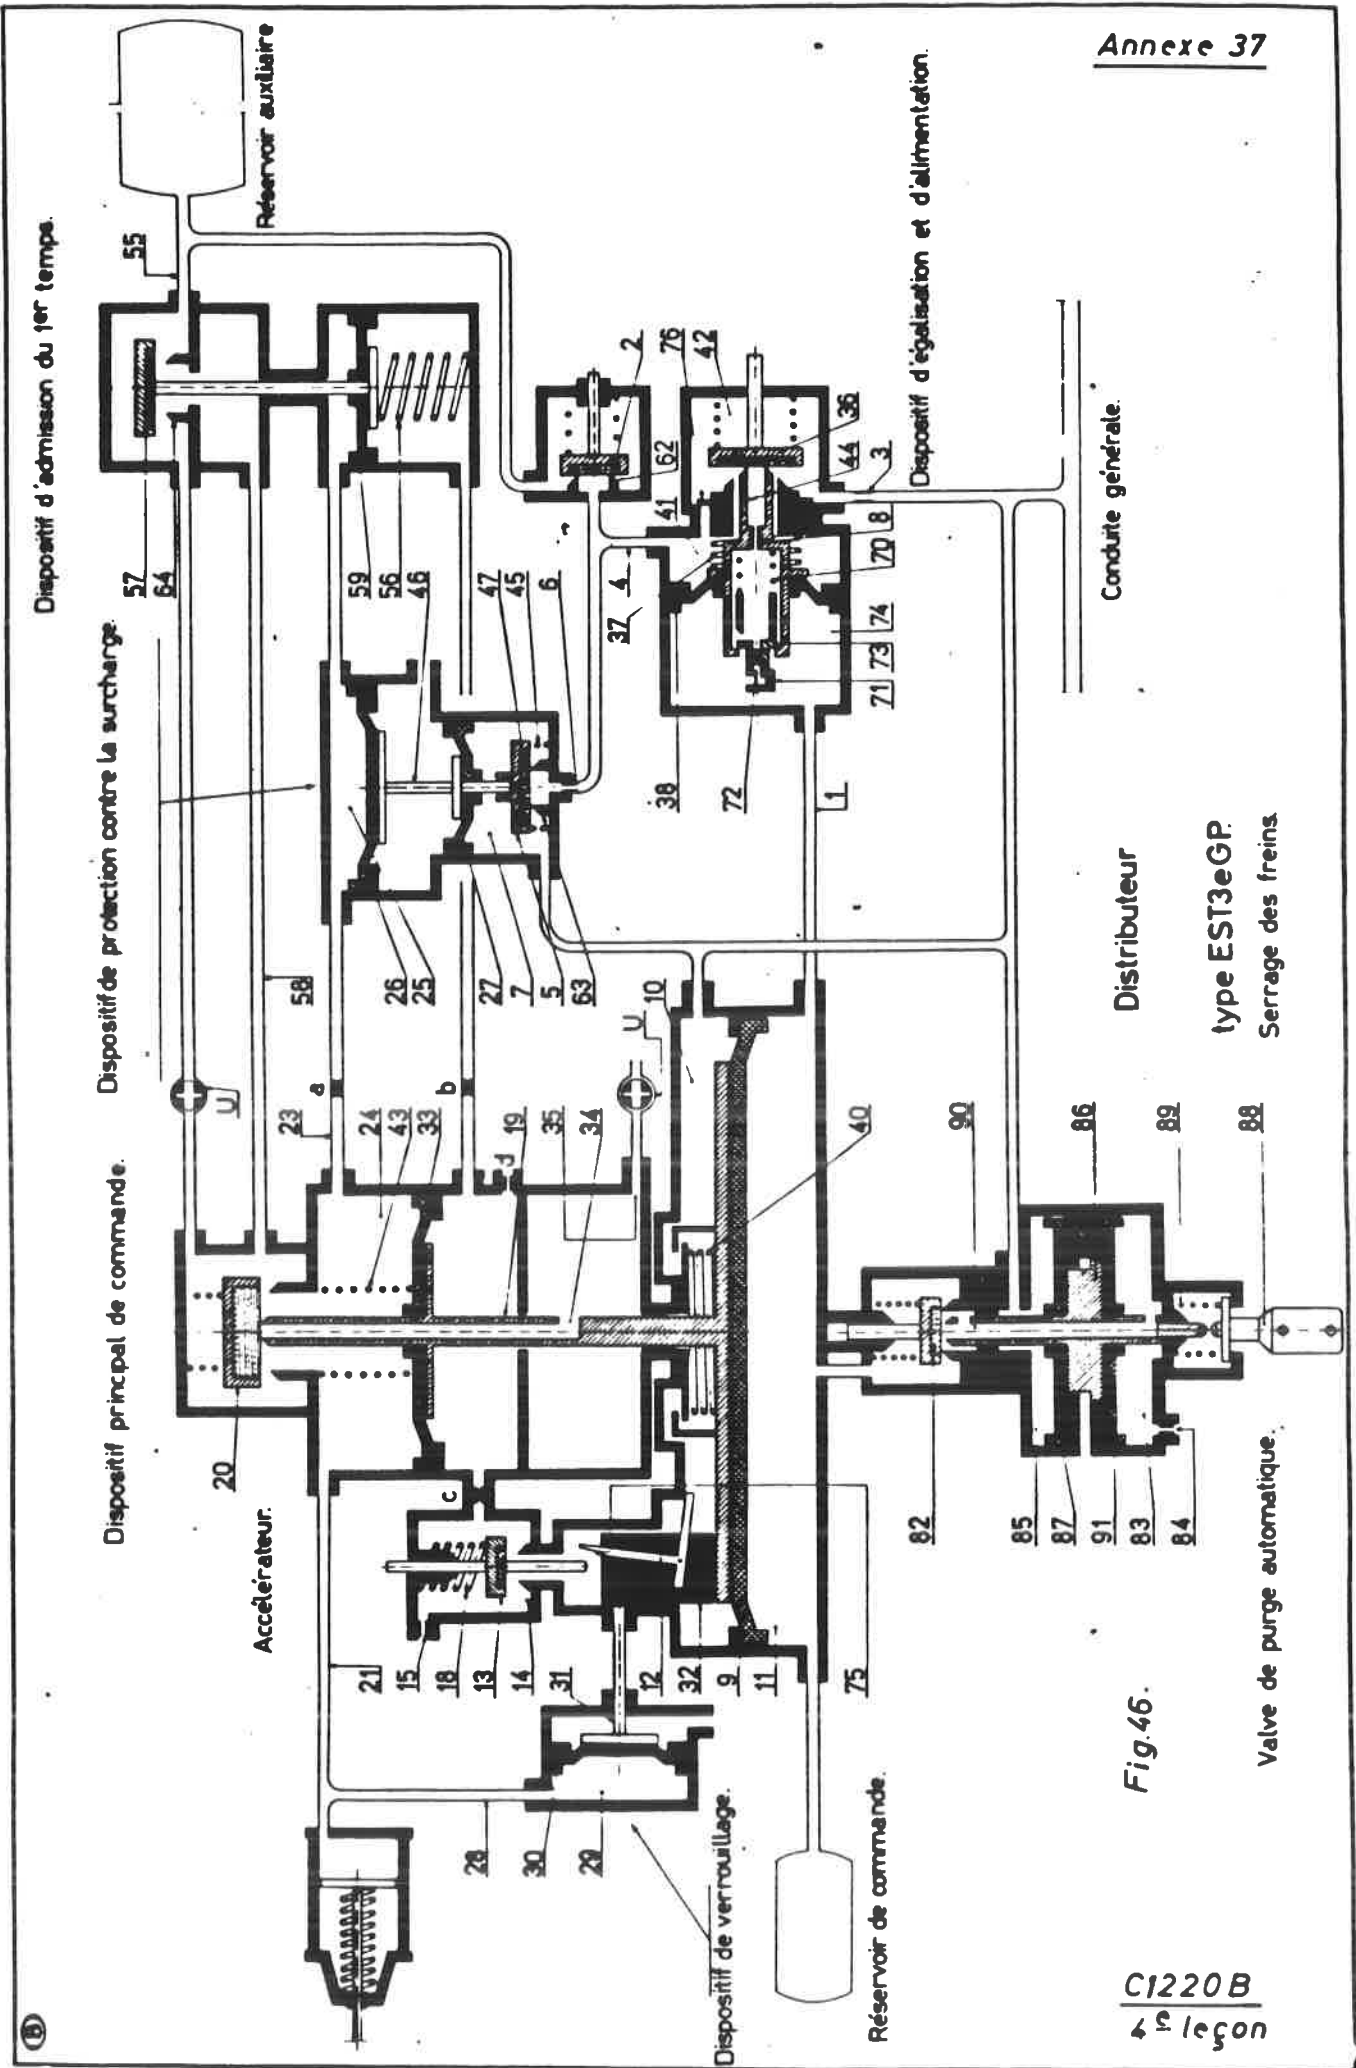 Annexe 37
Dispositif d'admission du 1er temps.
Réservoir auxiliaire
55
57
64
Dispositif de protection contre la surcharge.
58
59
56
46
47
45
6
2
62
41
4
37
76
42
36
44
3
8
70
74
73
71
72
38
1
Dispositif d'égalisation et d'alimentation.
Conduite générale.
26
25
27
7
5
63
10
U
U
a
b
c
d
Dispositif principal de commande.
20
23
24
43
33
19
35
34
40
Accélérateur.
21
15
18
13
14
31
12
32
9
11
75
28
30
29
Dispositif de verrouillage.
Réservoir de commande.
90
86
89
88
82
85
87
91
83
84
Valve de purge automatique.
Distributeur
type EST3eGP.
Serrage des freins
Fig.46.
C1220B
4e leçon
B